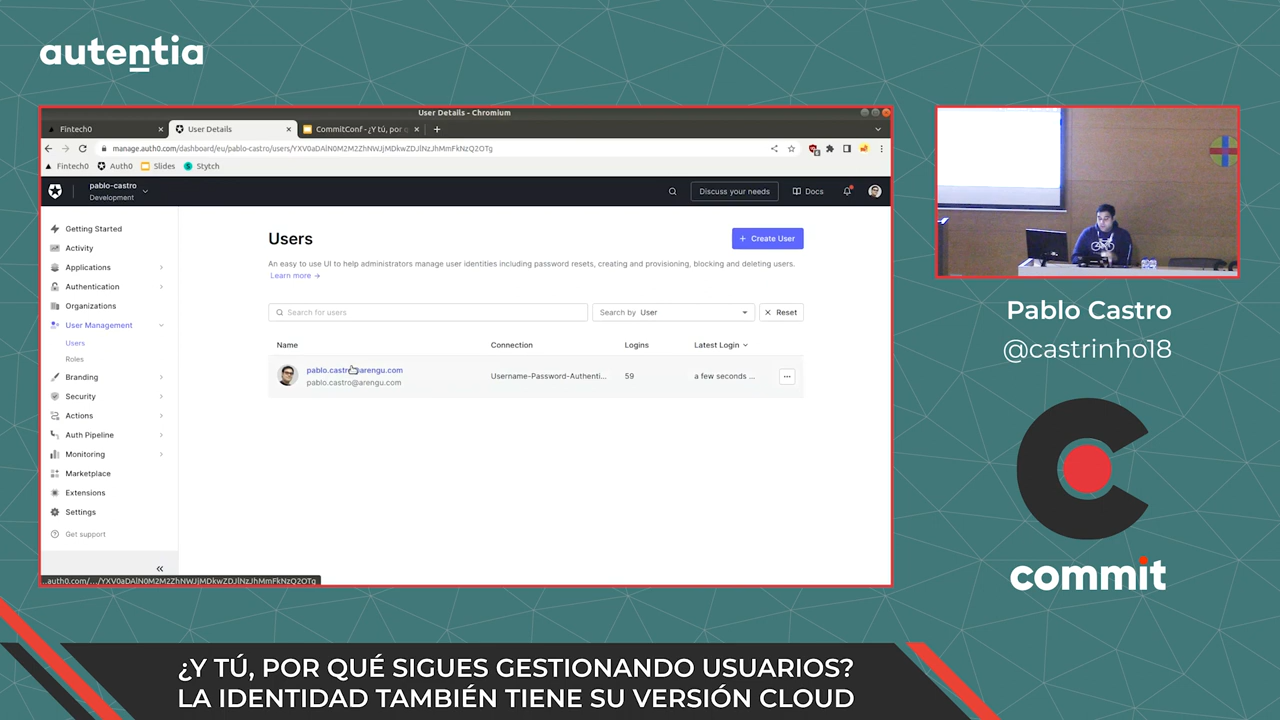 autentia
User Details - Chromium
Fintech0
User Details
CommitConf - ¿Y tú, por q
manage.auth0.com/dashboard/eu/pablo-castro/users/
Fintech0
Auth0
Slides
Stytch
pablo-castro
Development
Discuss your needs
Docs
Getting Started
Activity
Applications
Authentication
Organizations
User Management
Users
Roles
Branding
Security
Actions
Auth Pipeline
Monitoring
Marketplace
Extensions
Settings
Get support
Users
+ Create User
An easy to use UI to help administrators manage user identities including password resets, creating and provisioning, blocking and deleting users.
Learn more →
Search for users
Search by User
Reset
Name Connection Logins Latest Login
pablo.castro@arengu.com
pablo.castro@arengu.com
Username-Password-Authenti... 59 a few seconds ...
Pablo Castro
@castrinho18
commit
¿Y TÚ, POR QUÉ SIGUES GESTIONANDO USUARIOS?
LA IDENTIDAD TAMBIÉN TIENE SU VERSIÓN CLOUD